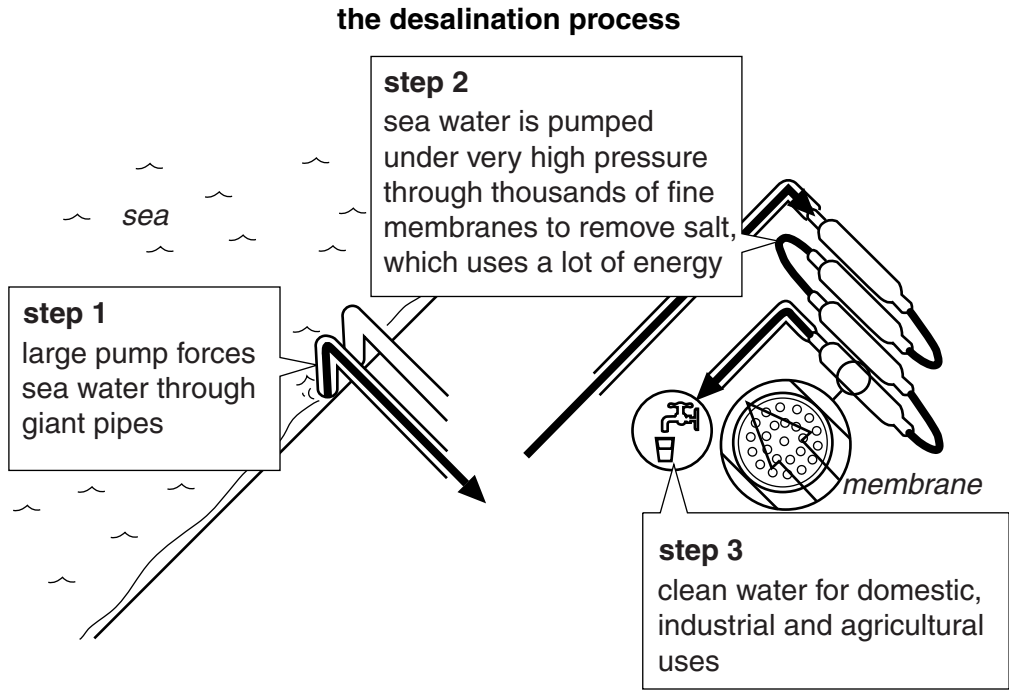 the desalination process
step 2
sea water is pumped
under very high pressure
through thousands of fine
membranes to remove salt,
which uses a lot of energy
sea
step 1
large pump forces
sea water through
giant pipes
membrane
step 3
clean water for domestic,
industrial and agricultural
uses